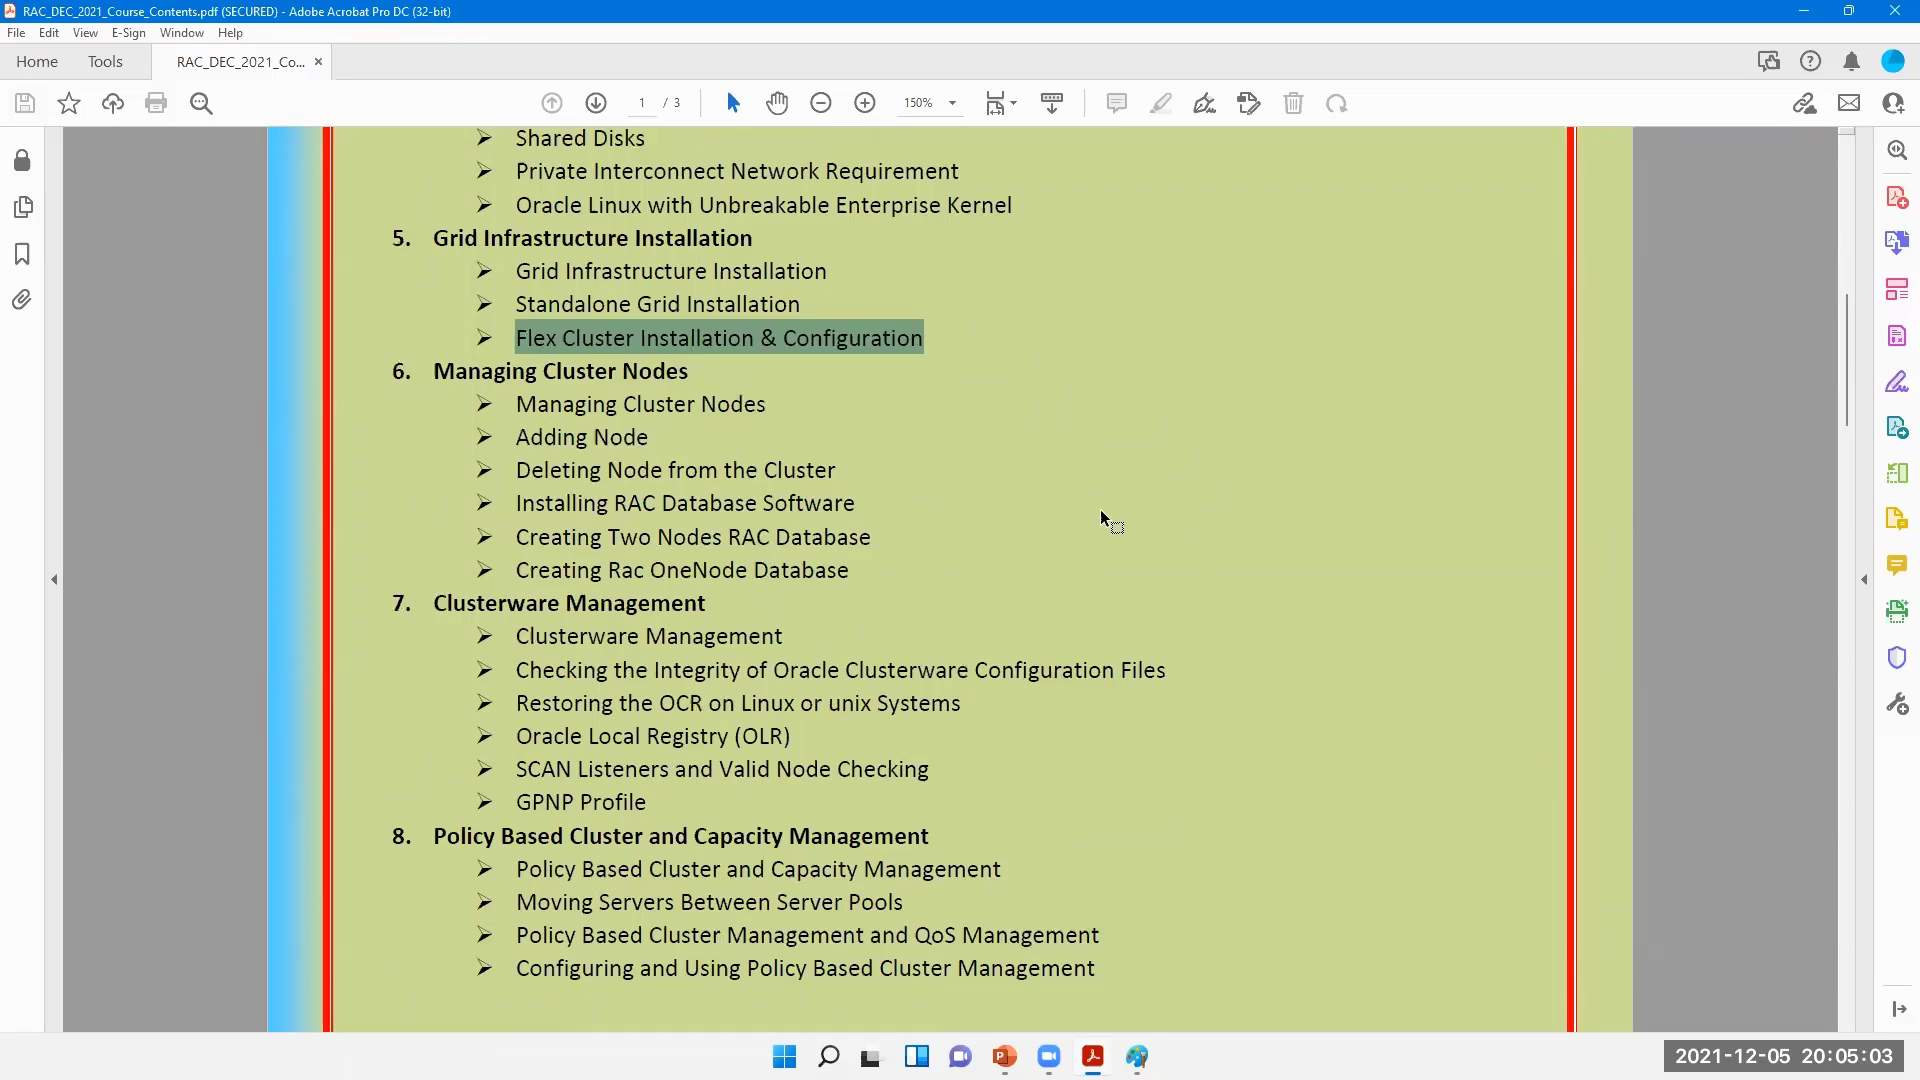 RAC_DEC_2021_Course_Contents.pdf (SECURED) - Adobe Acrobat Pro DC (32-bit)
File Edit View E-Sign Window Help
Home Tools RAC_DEC_2021_Co... ×
1 / 3 150%
➢ Shared Disks
➢ Private Interconnect Network Requirement
➢ Oracle Linux with Unbreakable Enterprise Kernel
5. Grid Infrastructure Installation
➢ Grid Infrastructure Installation
➢ Standalone Grid Installation
➢ Flex Cluster Installation & Configuration
6. Managing Cluster Nodes
➢ Managing Cluster Nodes
➢ Adding Node
➢ Deleting Node from the Cluster
➢ Installing RAC Database Software
➢ Creating Two Nodes RAC Database
➢ Creating Rac OneNode Database
7. Clusterware Management
➢ Clusterware Management
➢ Checking the Integrity of Oracle Clusterware Configuration Files
➢ Restoring the OCR on Linux or unix Systems
➢ Oracle Local Registry (OLR)
➢ SCAN Listeners and Valid Node Checking
➢ GPNP Profile
8. Policy Based Cluster and Capacity Management
➢ Policy Based Cluster and Capacity Management
➢ Moving Servers Between Server Pools
➢ Policy Based Cluster Management and QoS Management
➢ Configuring and Using Policy Based Cluster Management
2021-12-05 20:05:03